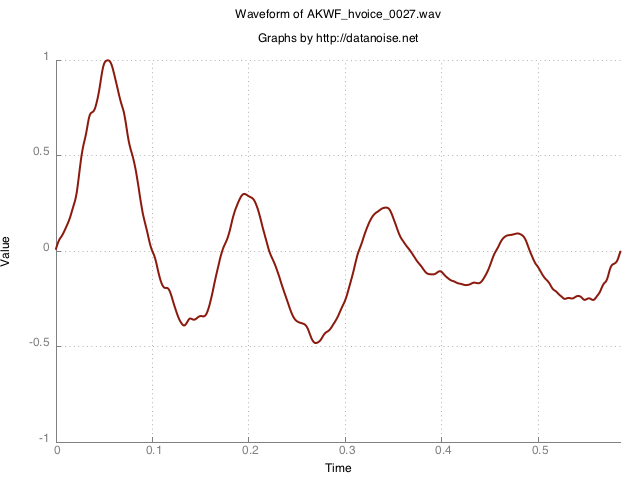 Waveform of AKWF_hvoice_0027.wav
Graphs by http://datanoise.net
1
0.5
0
-0.5
-1
Value
0 0.1 0.2 0.3 0.4 0.5
Time